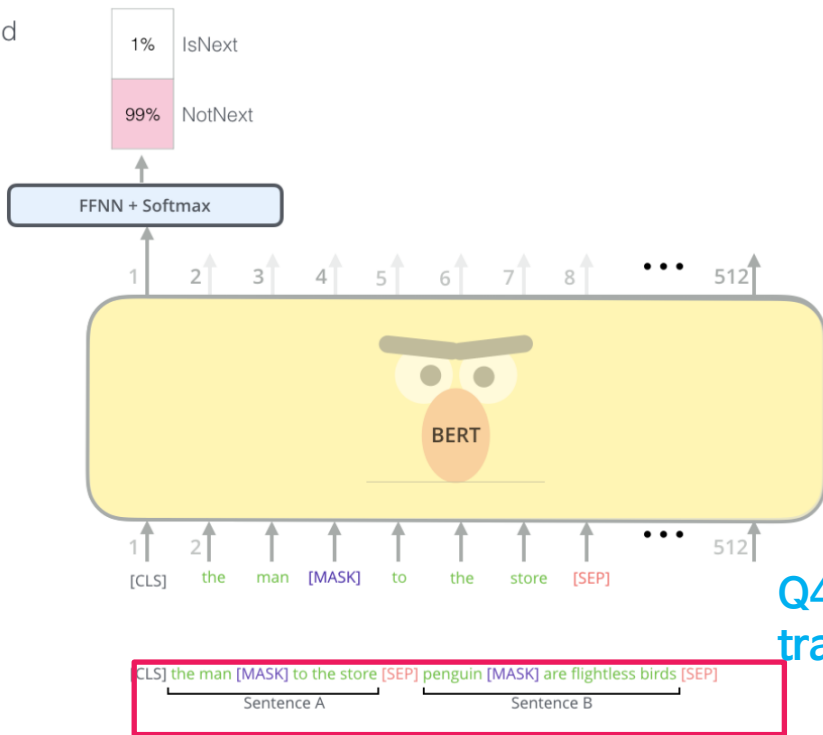 d
1% IsNext
99% NotNext
FFNN + Softmax
1 2 3 4 5 6 7 8 ••• 512
BERT
1 2 ••• 512
[CLS] the man [MASK] to the store [SEP]
Q4
tra
[CLS] the man [MASK] to the store [SEP] penguin [MASK] are flightless birds [SEP]
Sentence A Sentence B